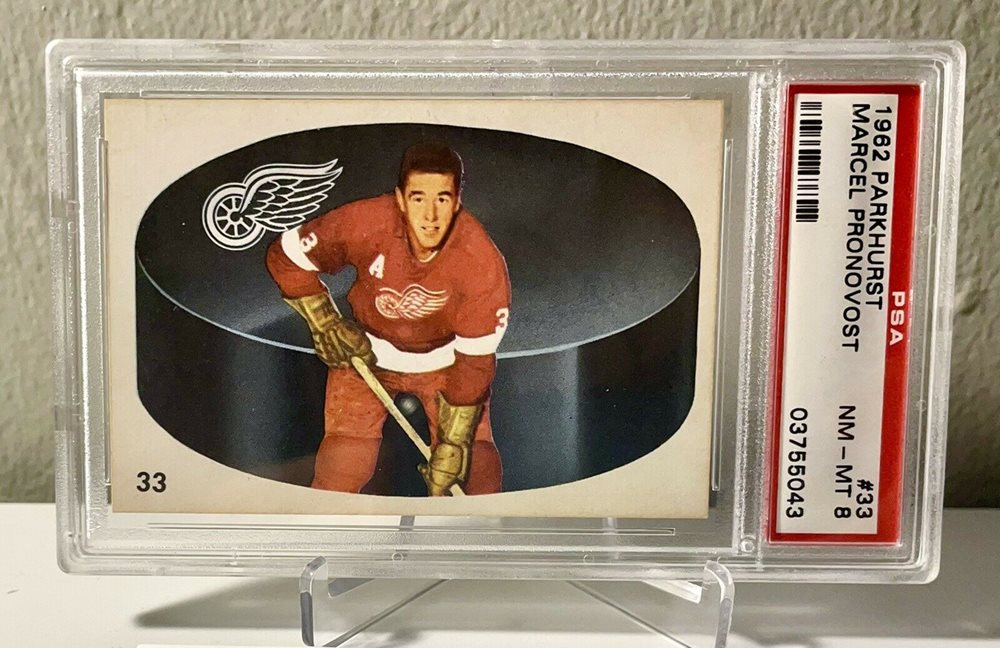 3
A
3
33
1962 PARKHURST #33
MARCEL PRONOVOST NM-MT 8
03755043
PSA